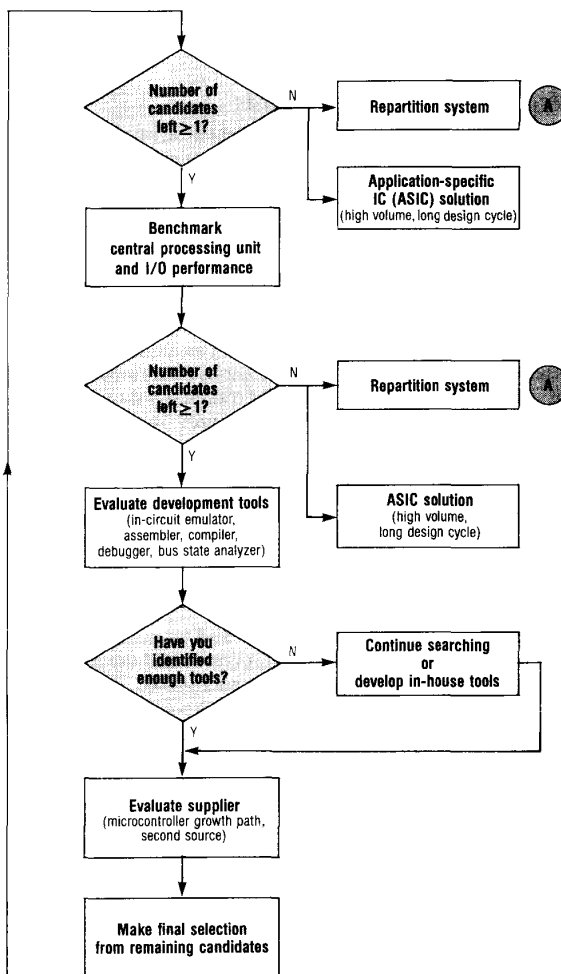 Number of
candidates
left ≥ 1?
N
Repartition system
A
Y
Application-specific
IC (ASIC) solution
(high volume, long design cycle)
Benchmark
central processing unit
and I/O performance
Number of
candidates
left ≥ 1?
N
Repartition system
A
Y
Evaluate development tools
(in-circuit emulator,
assembler, compiler,
debugger, bus state analyzer)
ASIC solution
(high volume,
long design cycle)
Have you
identified
enough tools?
N
Continue searching
or
develop in-house tools
Y
Evaluate supplier
(microcontroller growth path,
second source)
Make final selection
from remaining candidates